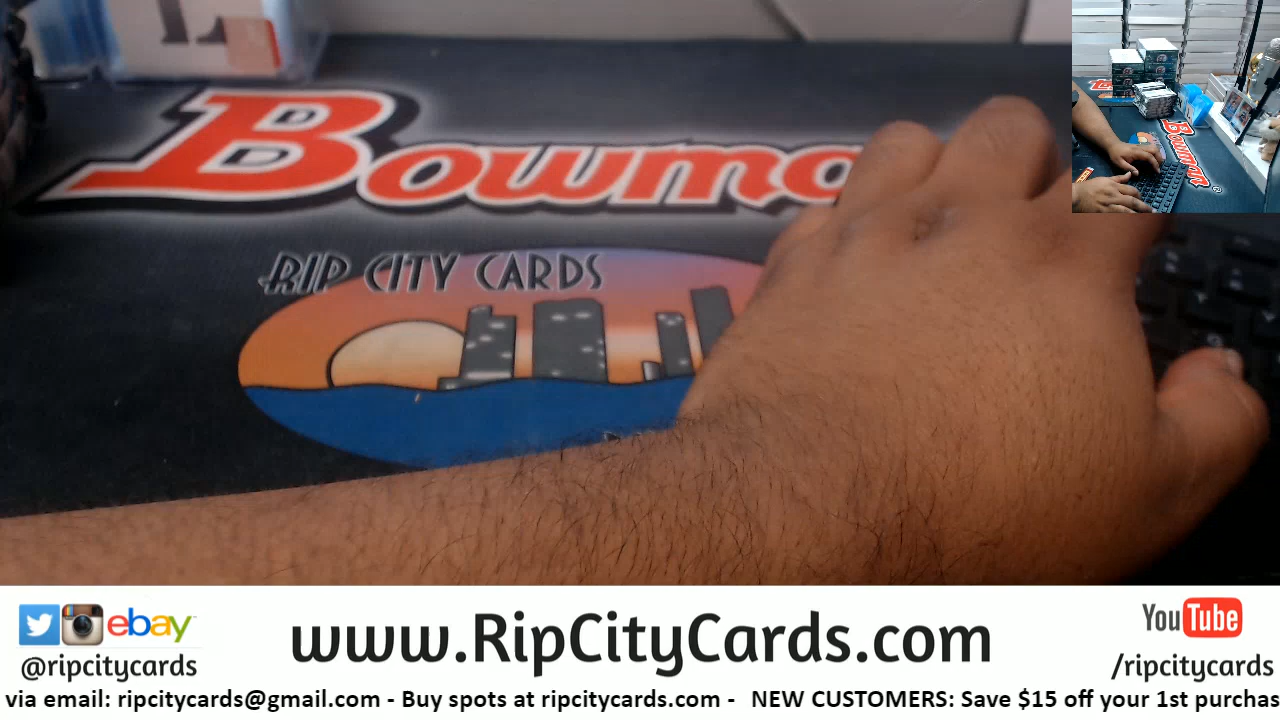 Bowma
RIP CITY CARDS
Bowman
ebay
@ripcitycards
www.RipCityCards.com
YouTube
/ripcitycards
via email: ripcitycards@gmail.com - Buy spots at ripcitycards.com - NEW CUSTOMERS: Save $15 off your 1st purchas